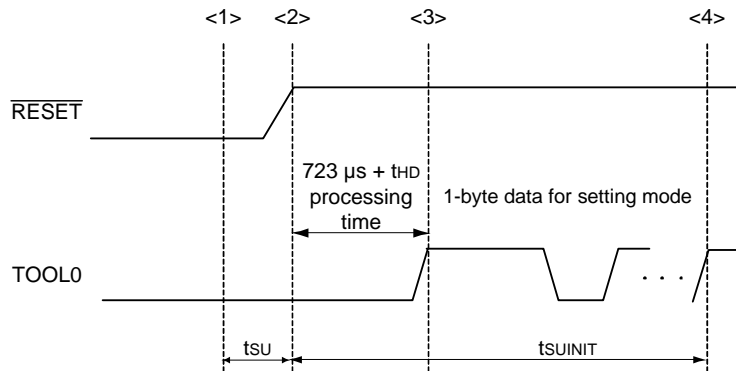 <1> <2> <3> <4>
RESET
723 µs + tHD
processing
time
1-byte data for setting mode
TOOL0
. . .
tSU
tSUINIT